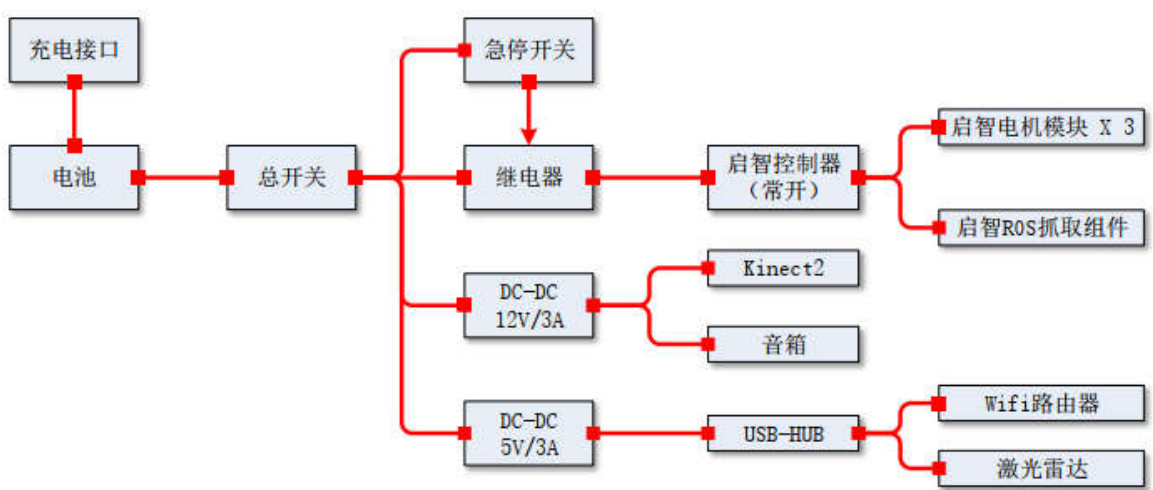 充电接口
急停开关
启智电机模块 X 3
电池
总开关
继电器
启智控制器
（常开）
启智ROS抓取组件
Kinect2
DC-DC
12V/3A
音箱
Wifi路由器
DC-DC
5V/3A
USB-HUB
激光雷达